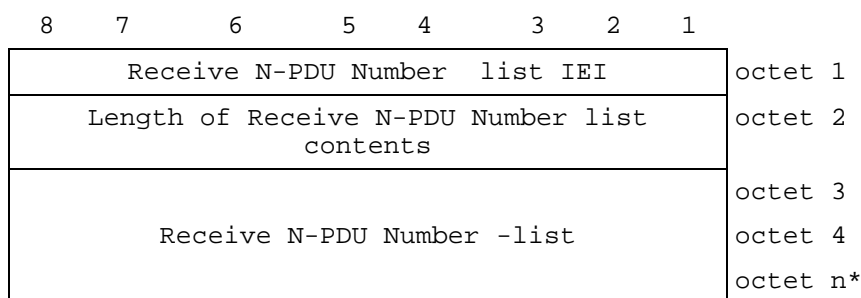 8 7 6 5 4 3 2 1
Receive N-PDU Number list IEI octet 1
Length of Receive N-PDU Number list octet 2
contents
octet 3
Receive N-PDU Number -list octet 4
octet n*